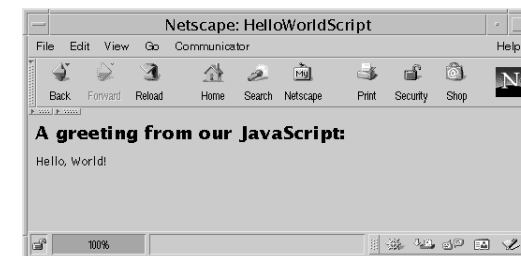 Netscape: HelloWorldScript
File Edit View Go Communicator Help
My N
Back Forward Reload Home Search Netscape Print Security Shop
A greeting from our JavaScript:
Hello, World!
100%